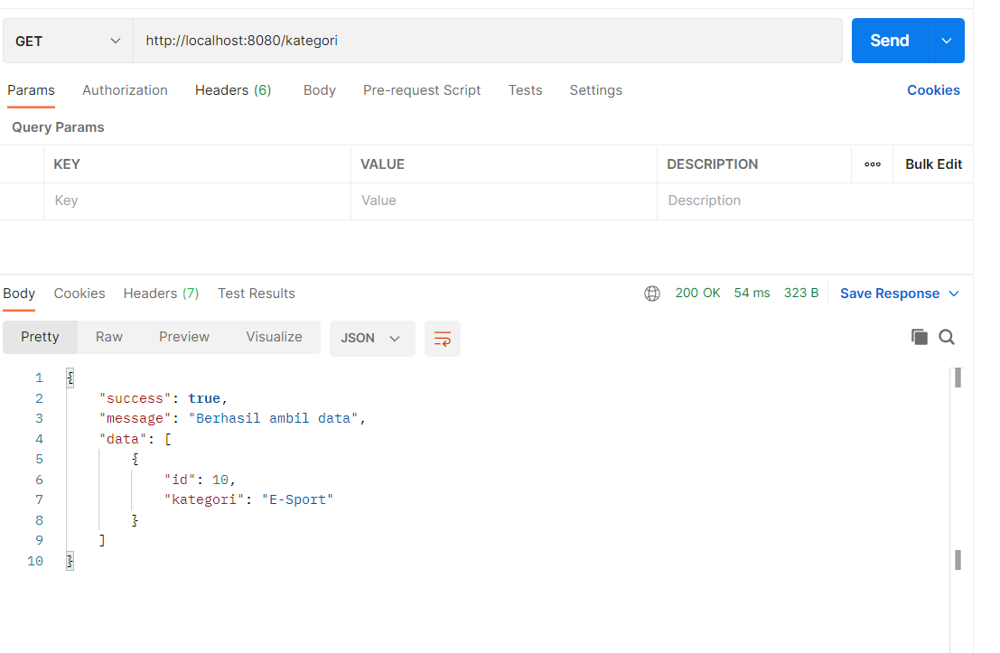 GET http://localhost:8080/kategori Send
Params Authorization Headers (6) Body Pre-request Script Tests Settings Cookies
Query Params
KEY VALUE DESCRIPTION Bulk Edit
Key Value Description
Body Cookies Headers (7) Test Results 200 OK 54 ms 323 B Save Response
Pretty Raw Preview Visualize JSON
1 {
2 "success": true,
3 "message": "Berhasil ambil data",
4 "data": [
5 {
6 "id": 10,
7 "kategori": "E-Sport"
8 }
9 ]
10 }